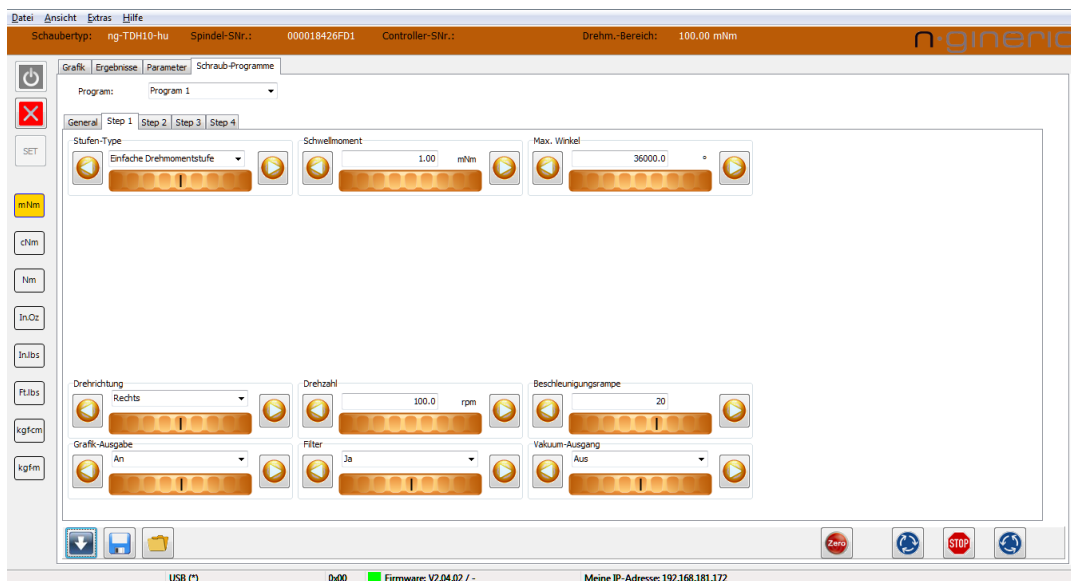 Datei Ansicht Extras Hilfe
Schaubertyp: ng-TDH10-hu Spindel-SNr.: 000018426FD1 Controller-SNr.: Drehm.-Bereich: 100.00 mNm n-gineric
Grafik Ergebnisse Parameter Schraub-Programme
Program: Program 1
General Step 1 Step 2 Step 3 Step 4
SET
Stufen-Type Schwellmoment Max. Winkel
Einfache Drehmomentstufe 1.00 mNm 36000.0 °
mNm
cNm
Nm
In.Oz
In.lbs
Ft.lbs
kgf-cm
kgf-m
Drehrichtung Drehzahl Beschleunigungsrampe
Rechts 100.0 rpm 20
Grafik-Ausgabe Filter Vakuum-Ausgang
An Ja Aus
Zero STOP
USB (*) 0x00 Firmware: V2.04.02 / - Meine IP-Adresse: 192.168.181.172